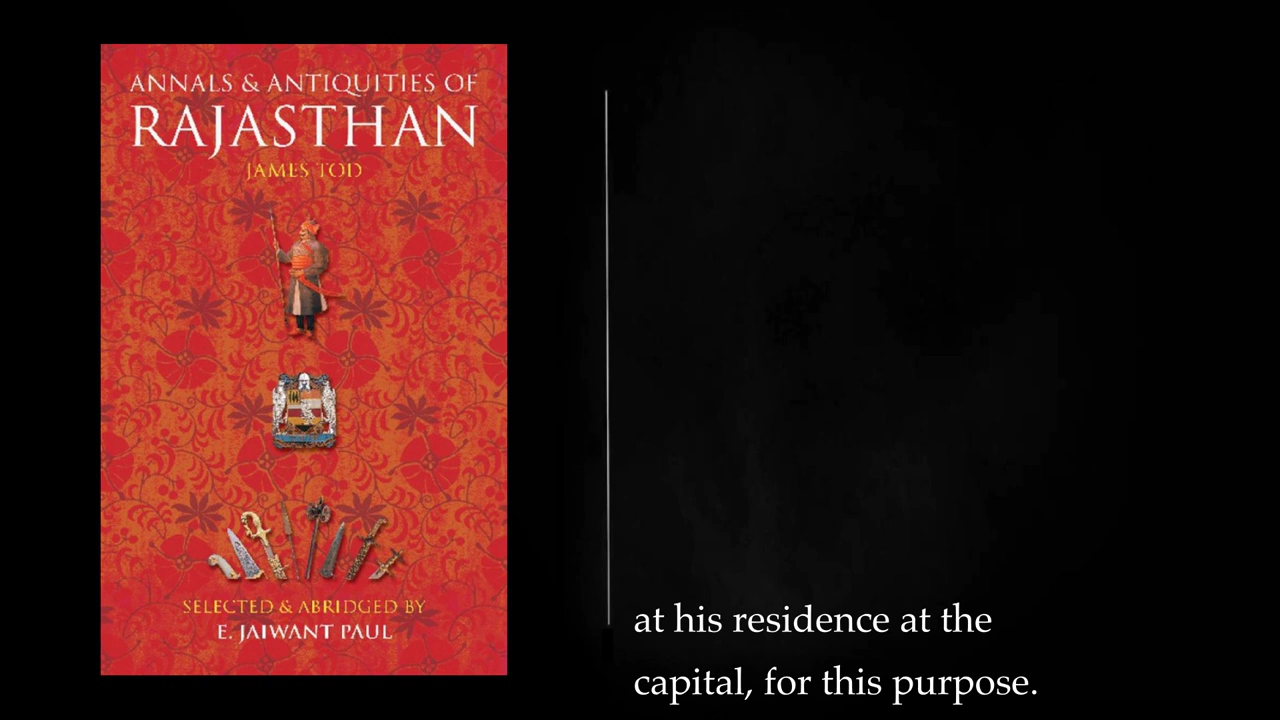 ANNALS & ANTIQUITIES OF
RAJASTHAN
JAMES TOD
SELECTED & ABRIDGED BY
E. JAIWANT PAUL
at his residence at the
capital, for this purpose.